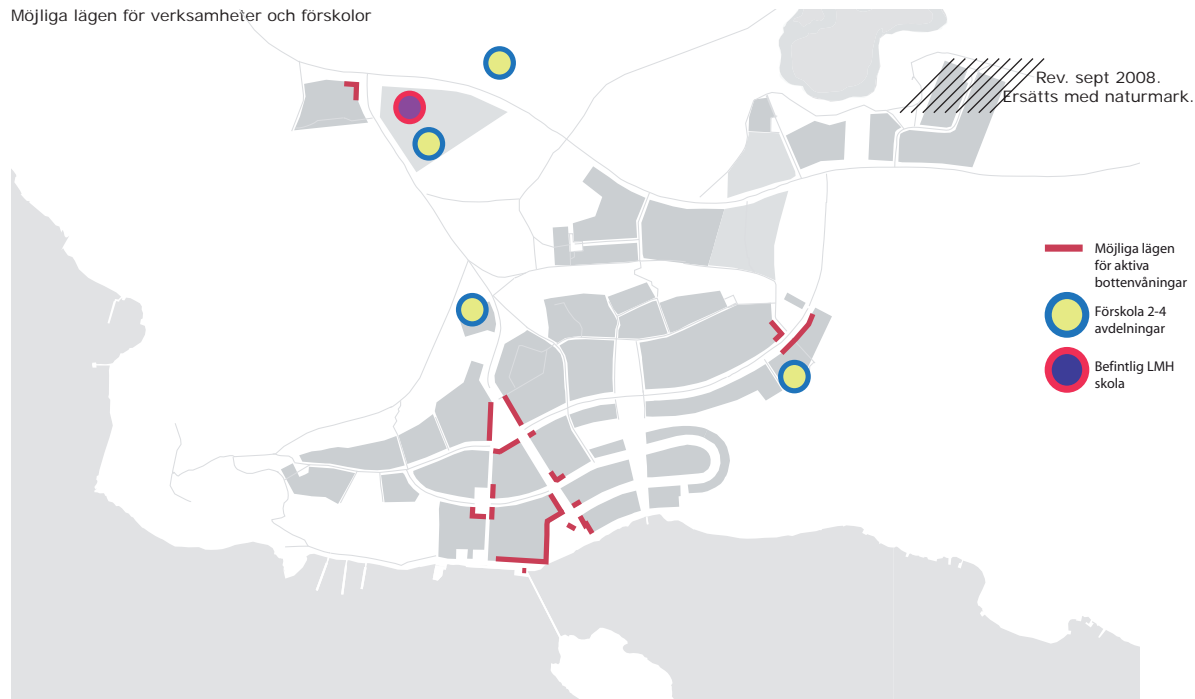 Möjliga lägen för verksamheter och förskolor
Rev. sept 2008.
Ersätts med naturmark.
Möjliga lägen
för aktiva
bottenvåningar
Förskola 2-4
avdelningar
Befintlig LMH
skola